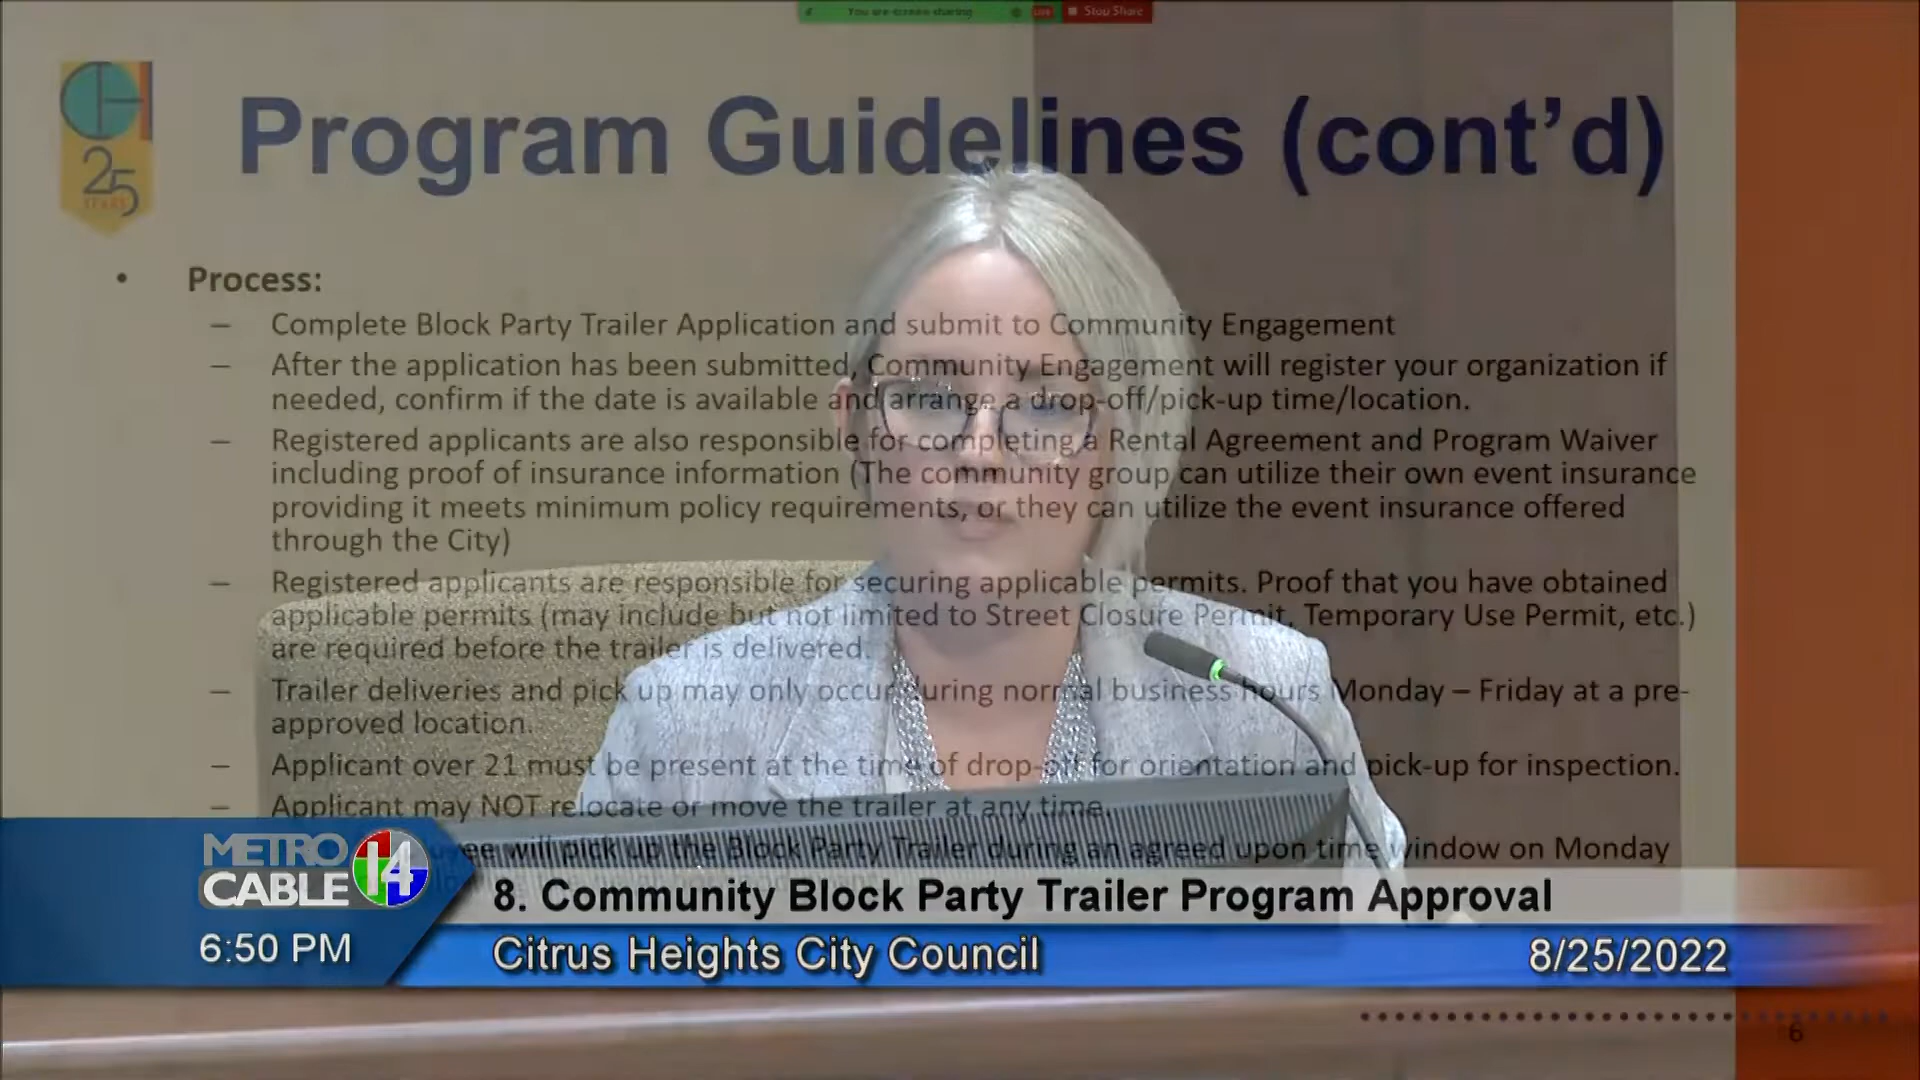 You are screen sharing LIVE Stop Share
Program Guidelines (cont'd)
25
YEARS
• Process:
– Complete Block Party Trailer Application and submit to Community Engagement
– After the application has been submitted, Community Engagement will register your organization if
needed, confirm if the date is available and arrange a drop-off/pick-up time/location.
– Registered applicants are also responsible for completing a Rental Agreement and Program Waiver
including proof of insurance information (The community group can utilize their own event insurance
providing it meets minimum policy requirements, or they can utilize the event insurance offered
through the City)
– Registered applicants are responsible for securing applicable permits. Proof that you have obtained
applicable permits (may include but not limited to Street Closure Permit, Temporary Use Permit, etc.)
are required before the trailer is delivered.
– Trailer deliveries and pick up may only occur during normal business hours Monday – Friday at a pre-
approved location.
– Applicant over 21 must be present at the time of drop-off for orientation and pick-up for inspection.
– Applicant may NOT relocate or move the trailer at any time.
will pick up the Block Party Trailer during an agreed upon time window on Monday
METRO
CABLE 14
8. Community Block Party Trailer Program Approval
6:50 PM
Citrus Heights City Council
8/25/2022
6